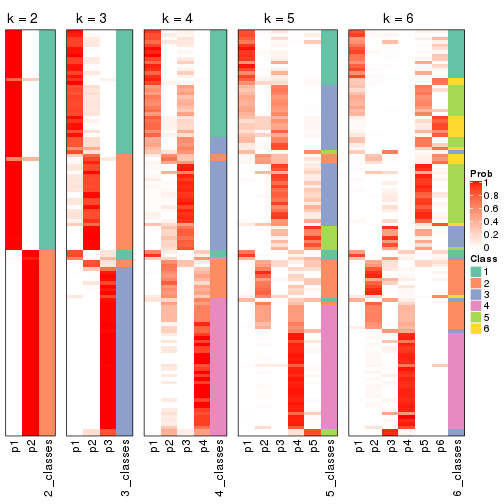 k = 2
k = 3
k = 4
k = 5
k = 6
p1
p2
2_classes
p1
p2
p3
3_classes
p1
p2
p3
p4
4_classes
p1
p2
p3
p4
p5
5_classes
p1
p2
p3
p4
p5
p6
6_classes
Prob
1
0.8
0.6
0.4
0.2
0
Class
1
2
3
4
5
6